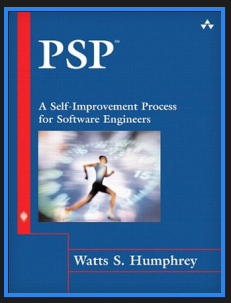 PSP™
A Self-Improvement Process
for Software Engineers
Watts S. Humphrey